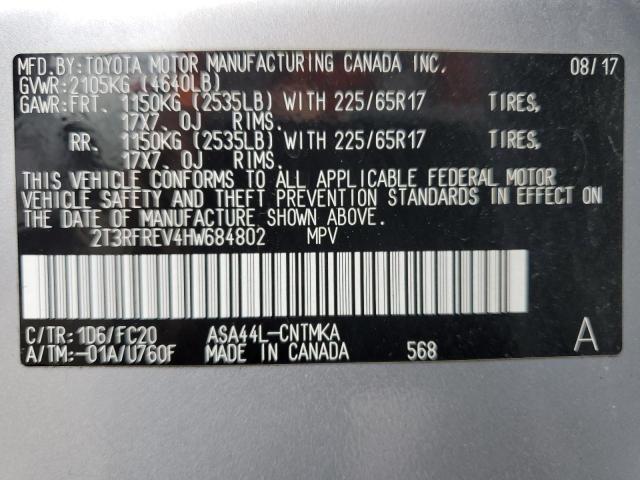 MFD.BY:TOYOTA MOTOR MANUFACTURING CANADA INC. 08/17
GVWR:2105KG (4640LB)
GAWR:FRT. 1150KG (2535LB) WITH 225/65R17 TIRES,
17X7.0J RIMS.
RR. 1150KG (2535LB) WITH 225/65R17 TIRES,
17X7.0J RIMS.
THIS VEHICLE CONFORMS TO ALL APPLICABLE FEDERAL MOTOR
VEHICLE SAFETY AND THEFT PREVENTION STANDARDS IN EFFECT ON
THE DATE OF MANUFACTURE SHOWN ABOVE.
2T3RFREV4HW684802 MPV
C/TR:1D6/FC20 ASA44L-CNTMKA A
A/TM:-01A/U760F MADE IN CANADA 568